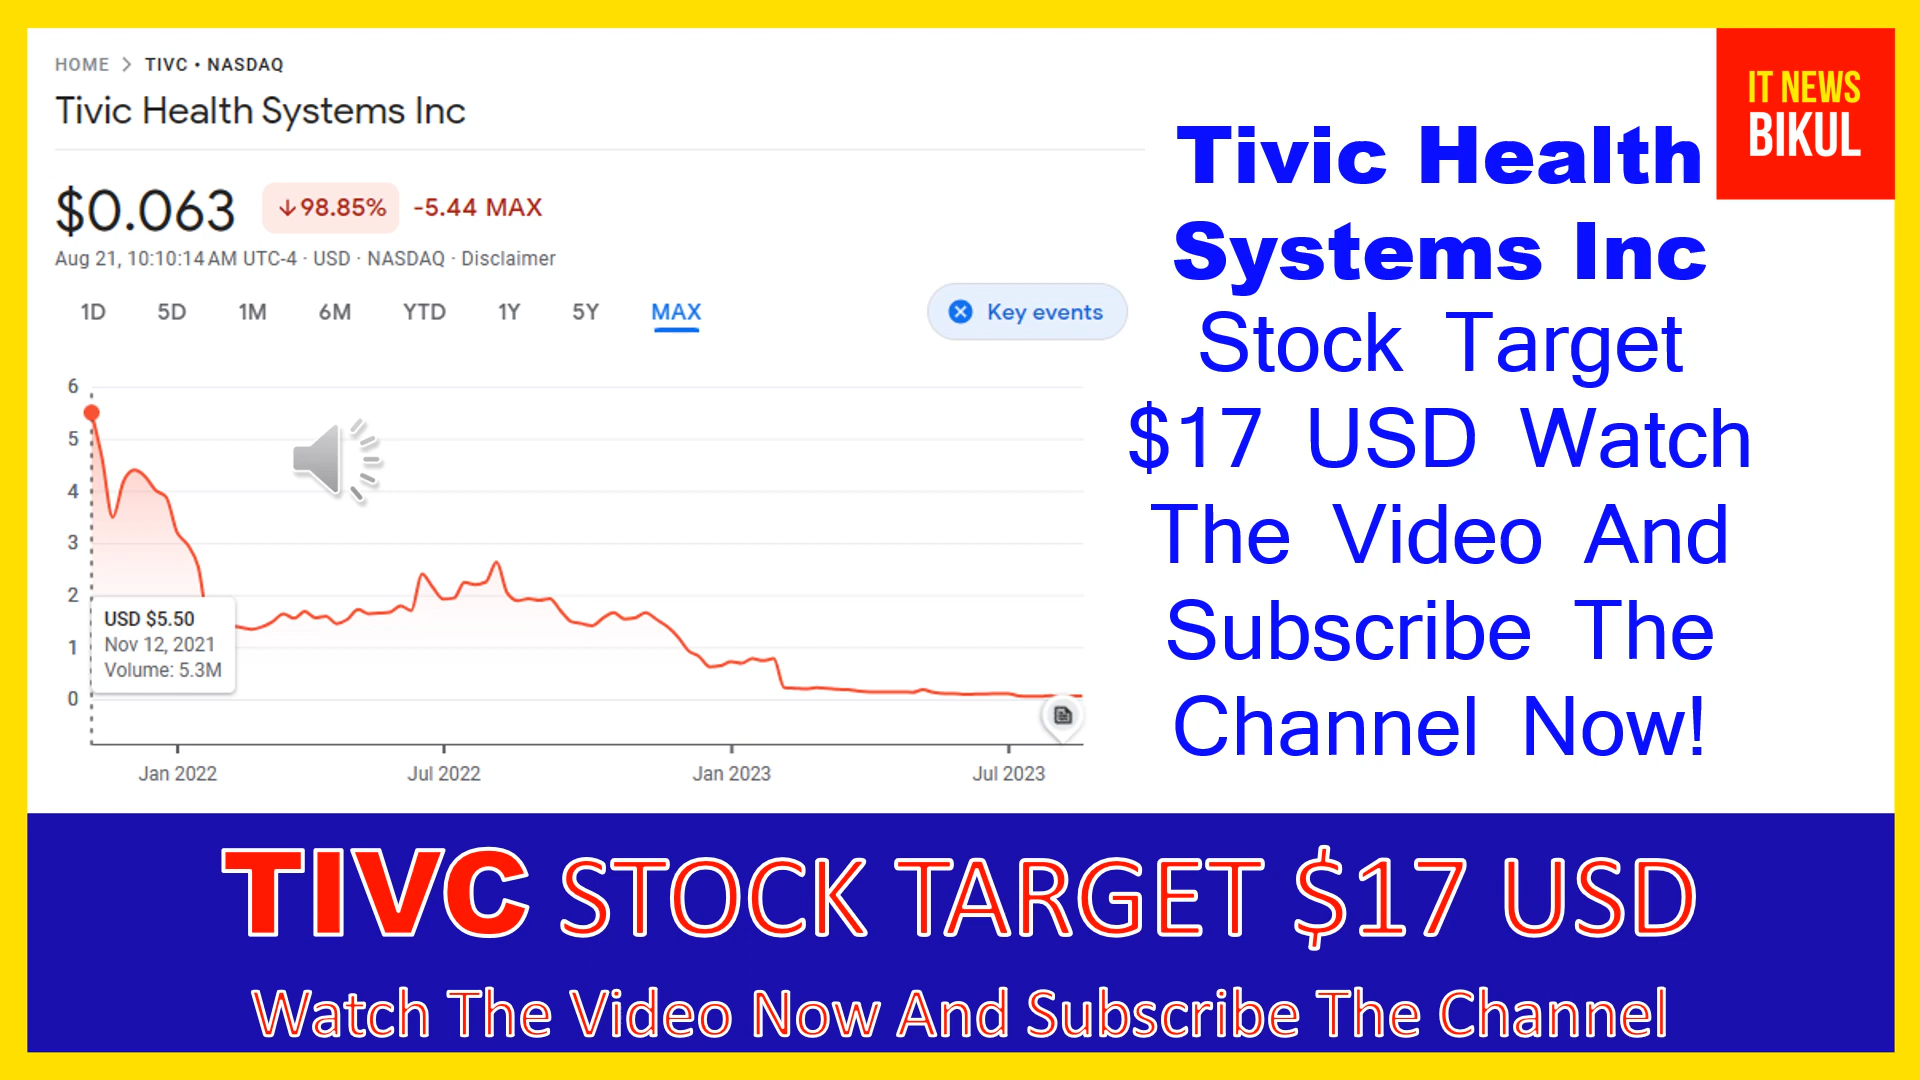 HOME > TIVC • NASDAQ
Tivic Health Systems Inc
$0.063 ↓98.85% -5.44 MAX
Aug 21, 10:10:14 AM UTC-4 · USD · NASDAQ · Disclaimer
1D 5D 1M 6M YTD 1Y 5Y MAX
Key events
6
5
4
3
2
1
0
USD $5.50
Nov 12, 2021
Volume: 5.3M
Jan 2022 Jul 2022 Jan 2023 Jul 2023
IT NEWS
BIKUL
Tivic Health
Systems Inc
Stock Target
$17 USD Watch
The Video And
Subscribe The
Channel Now!
TIVC STOCK TARGET $17 USD
Watch The Video Now And Subscribe The Channel